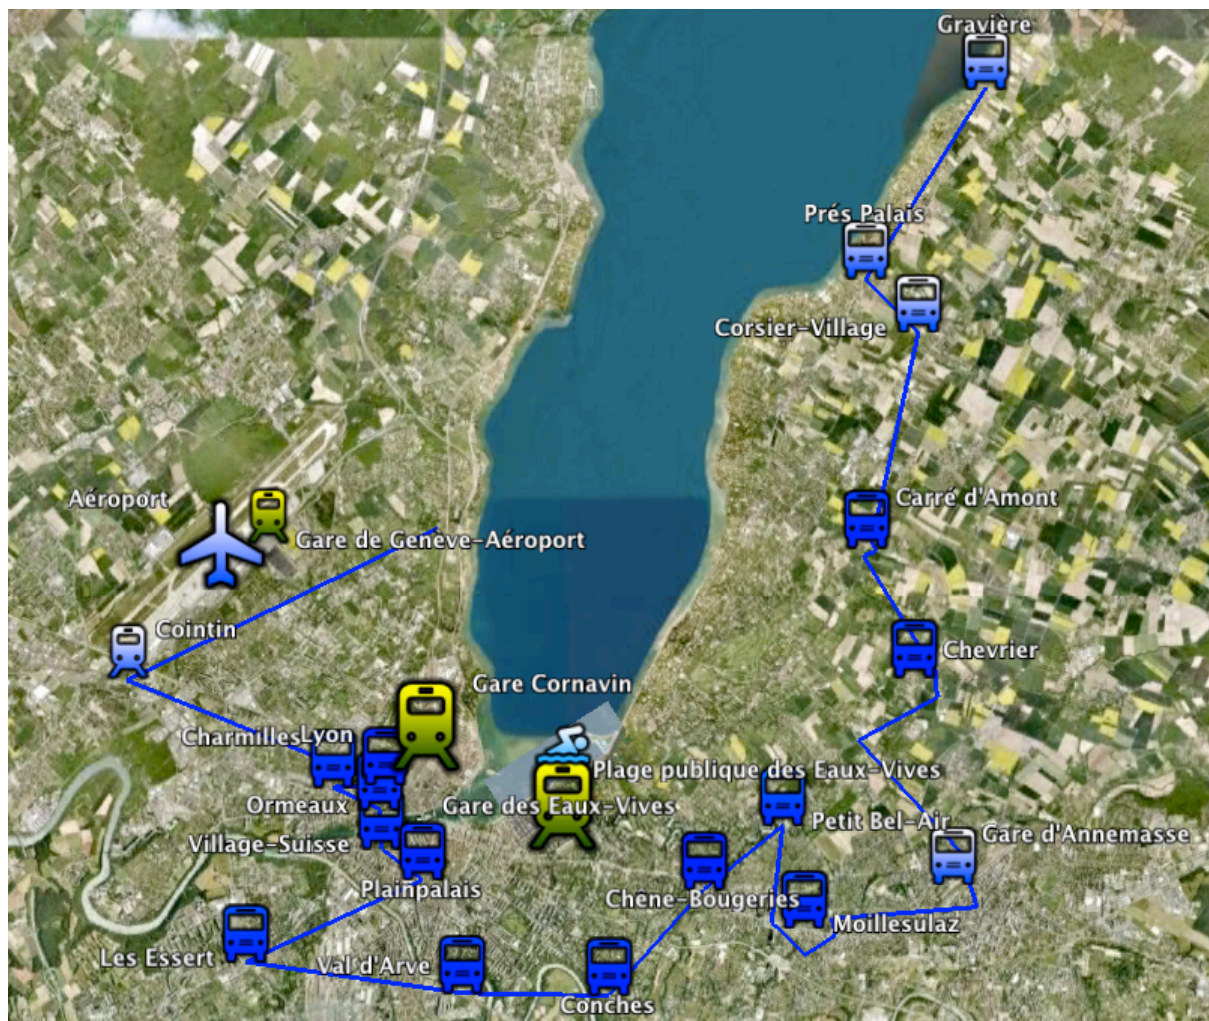 Gravière
Prés Palais
Corsier-Village
Aéroport
Carré d'Amont
Gare de Genève-Aéroport
Cointin
Chevrier
Gare Cornavin
CharmillesLyon
Plage publique des Eaux-Vives
Ormeaux
Gare des Eaux-Vives
Petit Bel-Air
Gare d'Annemasse
Village-Suisse
Plainpalais
Chêne-Bougeries
Moillesulaz
Les Essert
Val d'Arve
Conches